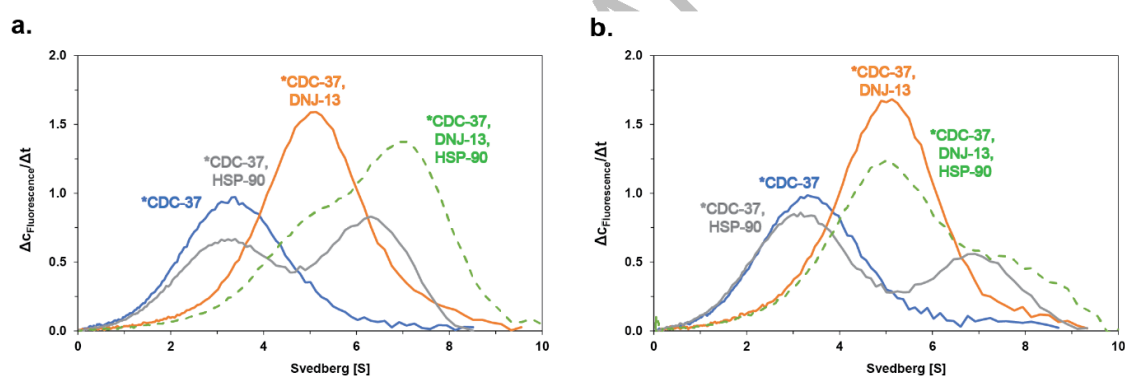 a.
2.0
1.5
1.0
0.5
0.0
ΔcFluorescence/Δt
*CDC-37,
DNJ-13
*CDC-37,
DNJ-13,
HSP-90
*CDC-37,
HSP-90
*CDC-37
0 2 4 6 8 10
Svedberg [S]
b.
2.0
1.5
1.0
0.5
0.0
ΔcFluorescence/Δt
*CDC-37,
DNJ-13
*CDC-37,
DNJ-13,
HSP-90
*CDC-37
*CDC-37,
HSP-90
0 2 4 6 8 10
Svedberg [S]